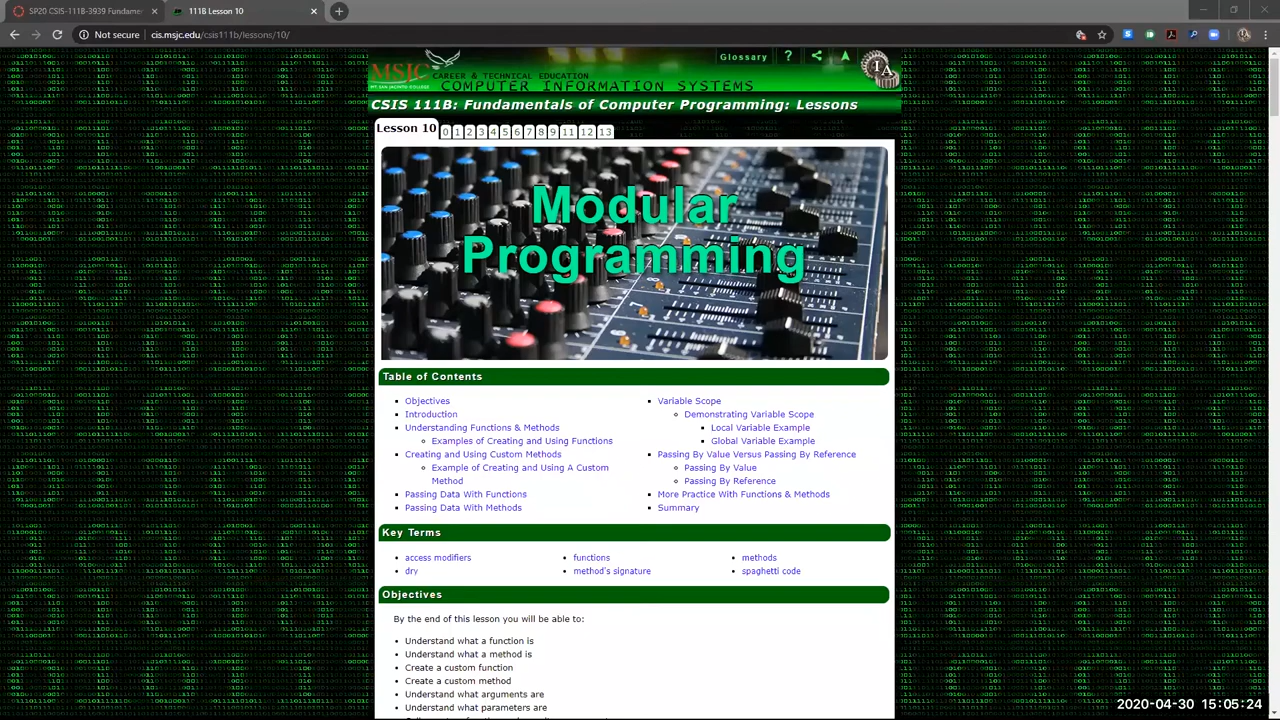 SP20 CSIS-111B-3939 Fundamen
111B Lesson 10
Not secure
cis.msjc.edu/cis111b/lessons/10/
Glossary ?
MSJC CAREER & TECHNICAL EDUCATION
MT. SAN JACINTO COLLEGE COMPUTER INFORMATION SYSTEMS
CSIS 111B: Fundamentals of Computer Programming: Lessons
Lesson 10 0 1 2 3 4 5 6 7 8 9 11 12 13
Modular
Programming
Table of Contents
Objectives
Introduction
Understanding Functions & Methods
Examples of Creating and Using Functions
Creating and Using Custom Methods
Example of Creating and Using A Custom
Method
Passing Data With Functions
Passing Data With Methods
Variable Scope
Demonstrating Variable Scope
Local Variable Example
Global Variable Example
Passing By Value Versus Passing By Reference
Passing By Value
Passing By Reference
More Practice With Functions & Methods
Summary
Key Terms
access modifiers
dry
functions
method's signature
methods
spaghetti code
Objectives
By the end of this lesson you will be able to:
Understand what a function is
Understand what a method is
Create a custom function
Create a custom method
Understand what arguments are
Understand what parameters are
2020-04-30 15:05:24